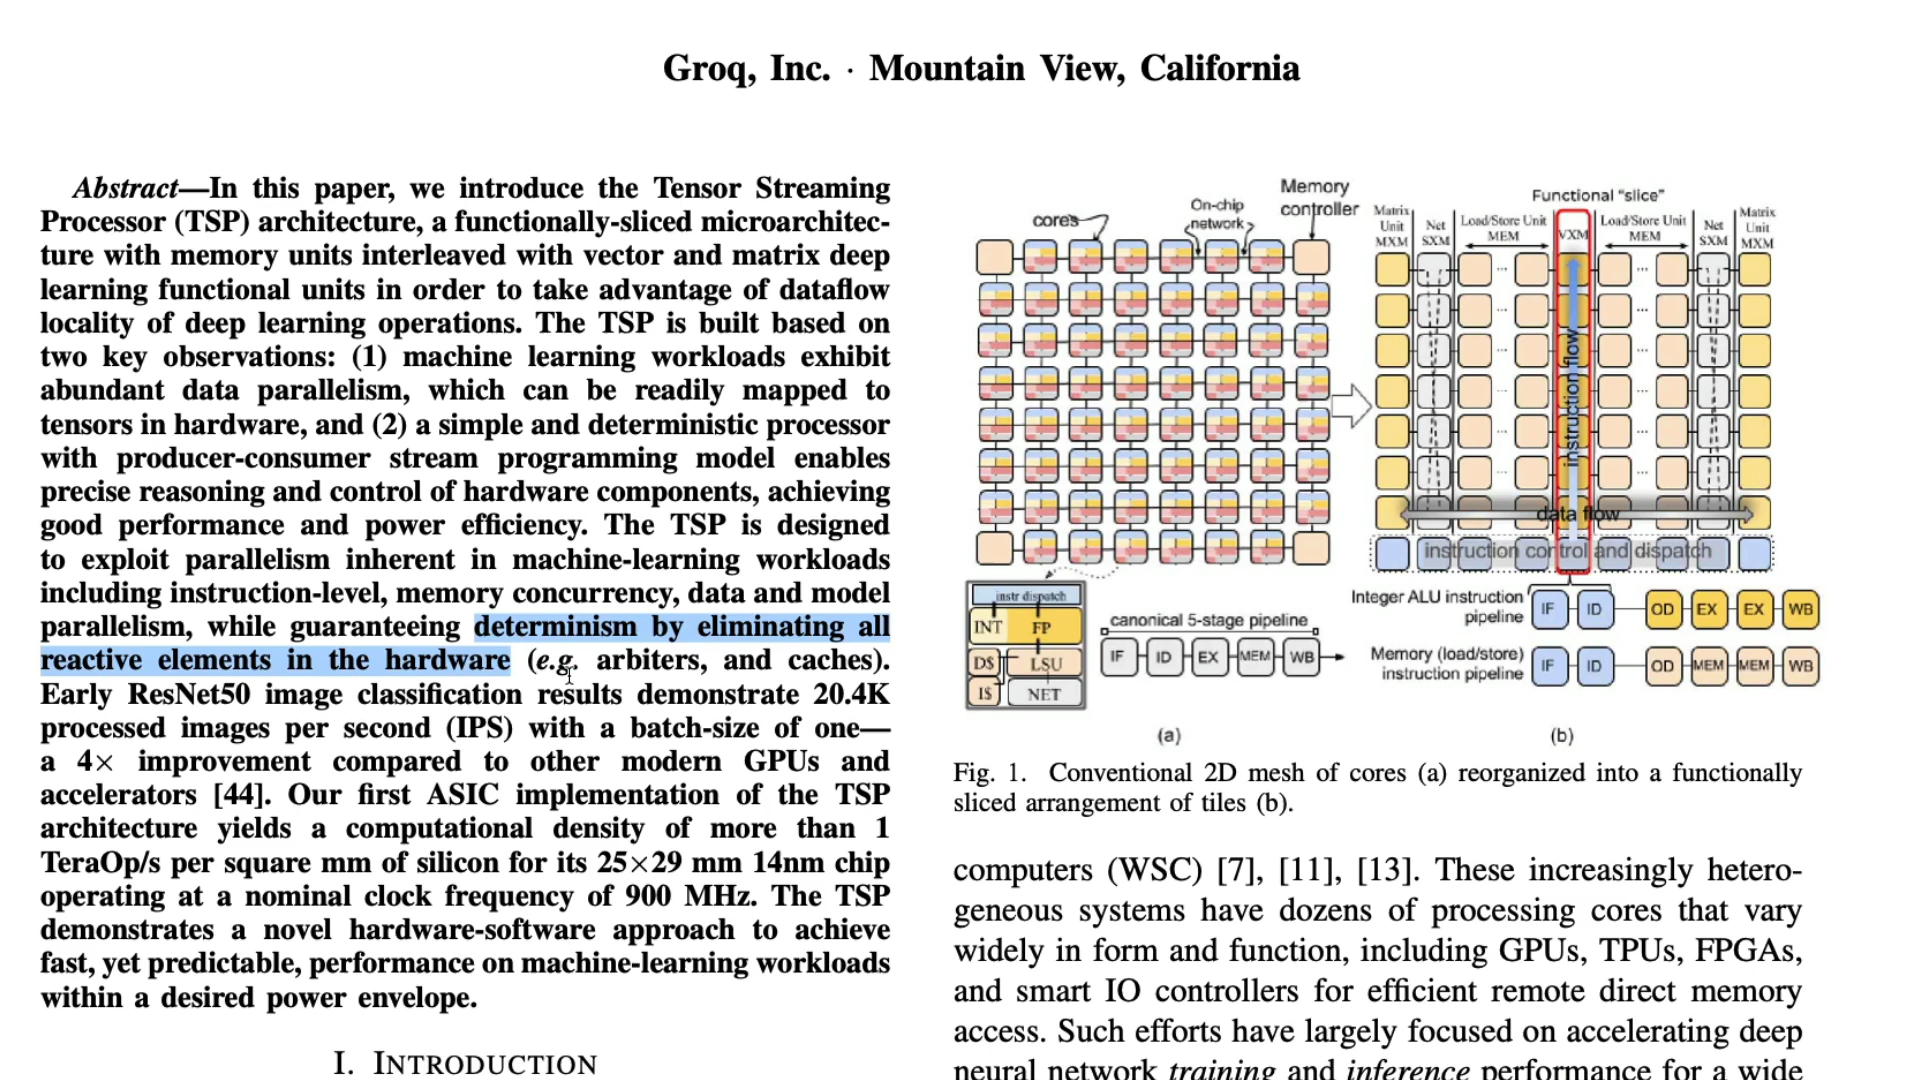 Groq, Inc. · Mountain View, California
Abstract—In this paper, we introduce the Tensor Streaming
Processor (TSP) architecture, a functionally-sliced microarchitec-
ture with memory units interleaved with vector and matrix deep
learning functional units in order to take advantage of dataflow
locality of deep learning operations. The TSP is built based on
two key observations: (1) machine learning workloads exhibit
abundant data parallelism, which can be readily mapped to
tensors in hardware, and (2) a simple and deterministic processor
with producer-consumer stream programming model enables
precise reasoning and control of hardware components, achieving
good performance and power efficiency. The TSP is designed
to exploit parallelism inherent in machine-learning workloads
including instruction-level, memory concurrency, data and model
parallelism, while guaranteeing determinism by eliminating all
reactive elements in the hardware (e.g. arbiters, and caches).
Early ResNet50 image classification results demonstrate 20.4K
processed images per second (IPS) with a batch-size of one—
a 4× improvement compared to other modern GPUs and
accelerators [44]. Our first ASIC implementation of the TSP
architecture yields a computational density of more than 1
TeraOp/s per square mm of silicon for its 25×29 mm 14nm chip
operating at a nominal clock frequency of 900 MHz. The TSP
demonstrates a novel hardware-software approach to achieve
fast, yet predictable, performance on machine-learning workloads
within a desired power envelope.
I. INTRODUCTION
cores
On-chip
network
Memory
controller
instr dispatch
INT FP
D$ LSU
I$ NET
canonical 5-stage pipeline
IF ID EX MEM WB
(a)
Functional “slice”
Matrix
Unit
MXM
Net
SXM
Load/Store Unit
MEM
VXM
Load/Store Unit
MEM
Net
SXM
Matrix
Unit
MXM
instruction flow
data flow
instruction control and dispatch
Integer ALU instruction
pipeline
IF ID OD EX EX WB
Memory (load/store)
instruction pipeline
IF ID OD MEM MEM WB
(b)
Fig. 1. Conventional 2D mesh of cores (a) reorganized into a functionally
sliced arrangement of tiles (b).
computers (WSC) [7], [11], [13]. These increasingly hetero-
geneous systems have dozens of processing cores that vary
widely in form and function, including GPUs, TPUs, FPGAs,
and smart IO controllers for efficient remote direct memory
access. Such efforts have largely focused on accelerating deep
neural network training and inference performance for a wide